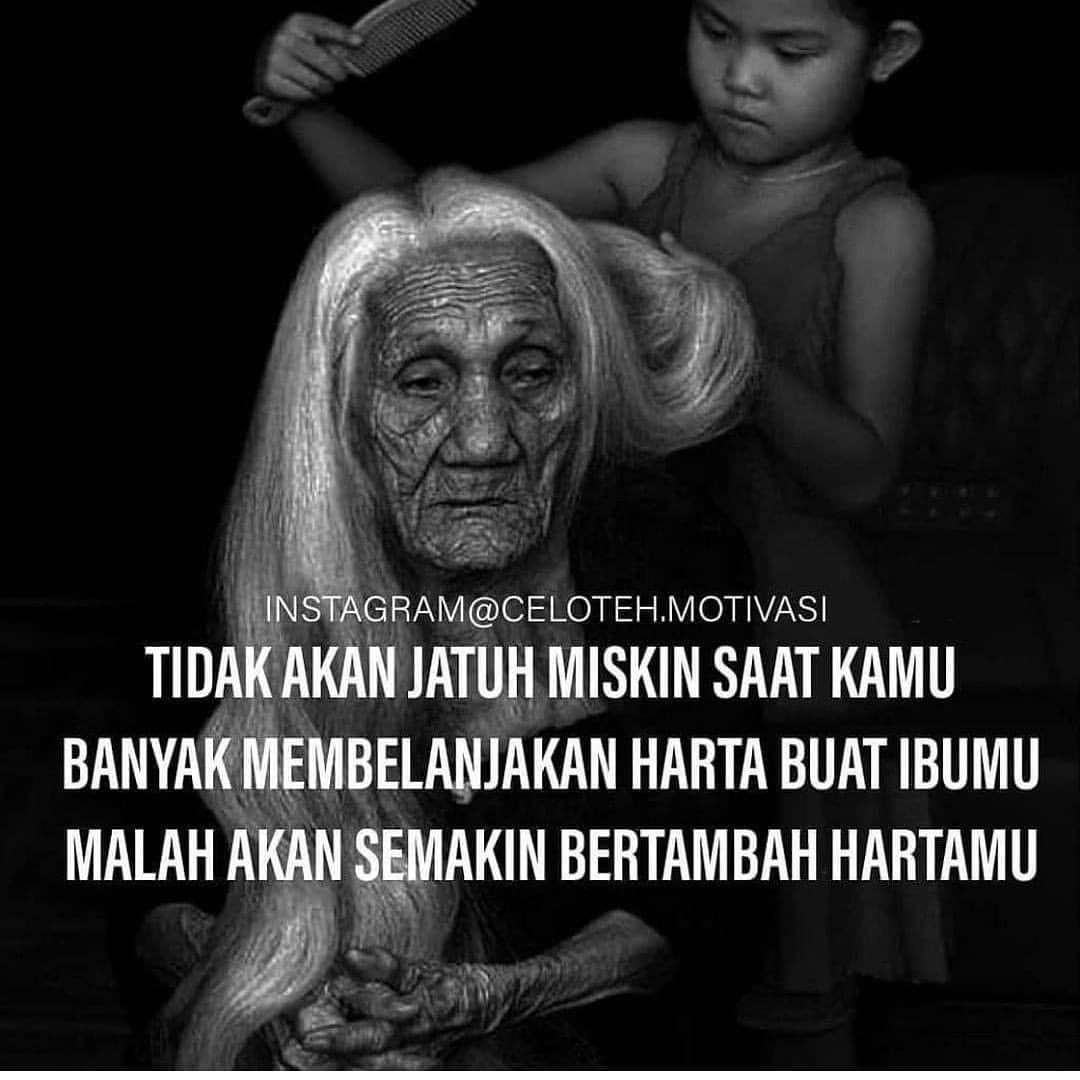 INSTAGRAM@CELOTEH.MOTIVASI
TIDAK AKAN JATUH MISKIN SAAT KAMU
BANYAK MEMBELANJAKAN HARTA BUAT IBUMU
MALAH AKAN SEMAKIN BERTAMBAH HARTAMU